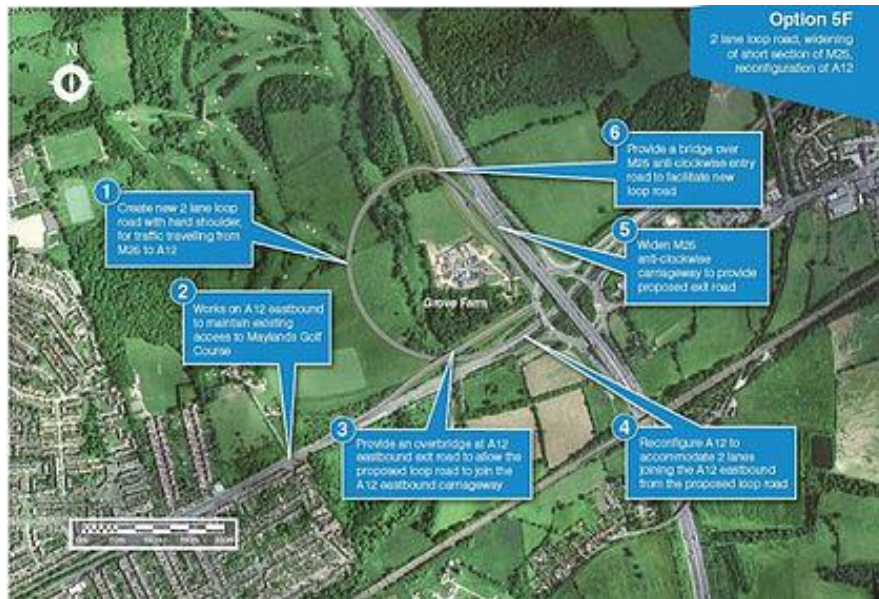 Option 5F
2 lane loop road, widening
of short section of M25,
reconfiguration of A12
N
6
Provide a bridge over
M25 anti-clockwise entry
road to facilitate new
loop road
1
Create new 2 lane loop
road with hard shoulder,
for traffic travelling from
M25 to A12
5
Widen M25
anti-clockwise
carriageway to provide
proposed exit road
2
Works on A12 eastbound
to maintain existing
access to Maylands Golf
Course
Grove Farm
3
Provide an overbridge at A12
eastbound exit road to allow the
proposed loop road to join the
A12 eastbound carriageway
4
Reconfigure A12 to
accommodate 2 lanes
joining the A12 eastbound
from the proposed loop road